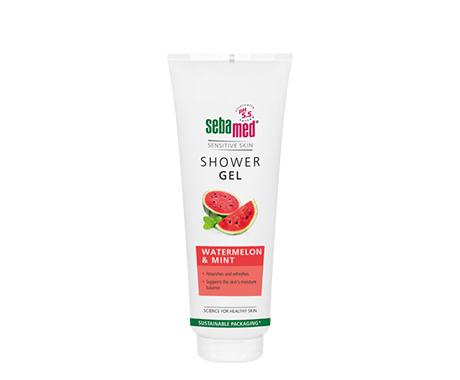 pH
5.5
sebamed®
SENSITIVE SKIN
SHOWER
GEL
WATERMELON
& MINT
• Nourishes and refreshes
• Supports the skin's moisture
balance
SCIENCE FOR HEALTHY SKIN
SUSTAINABLE PACKAGING*